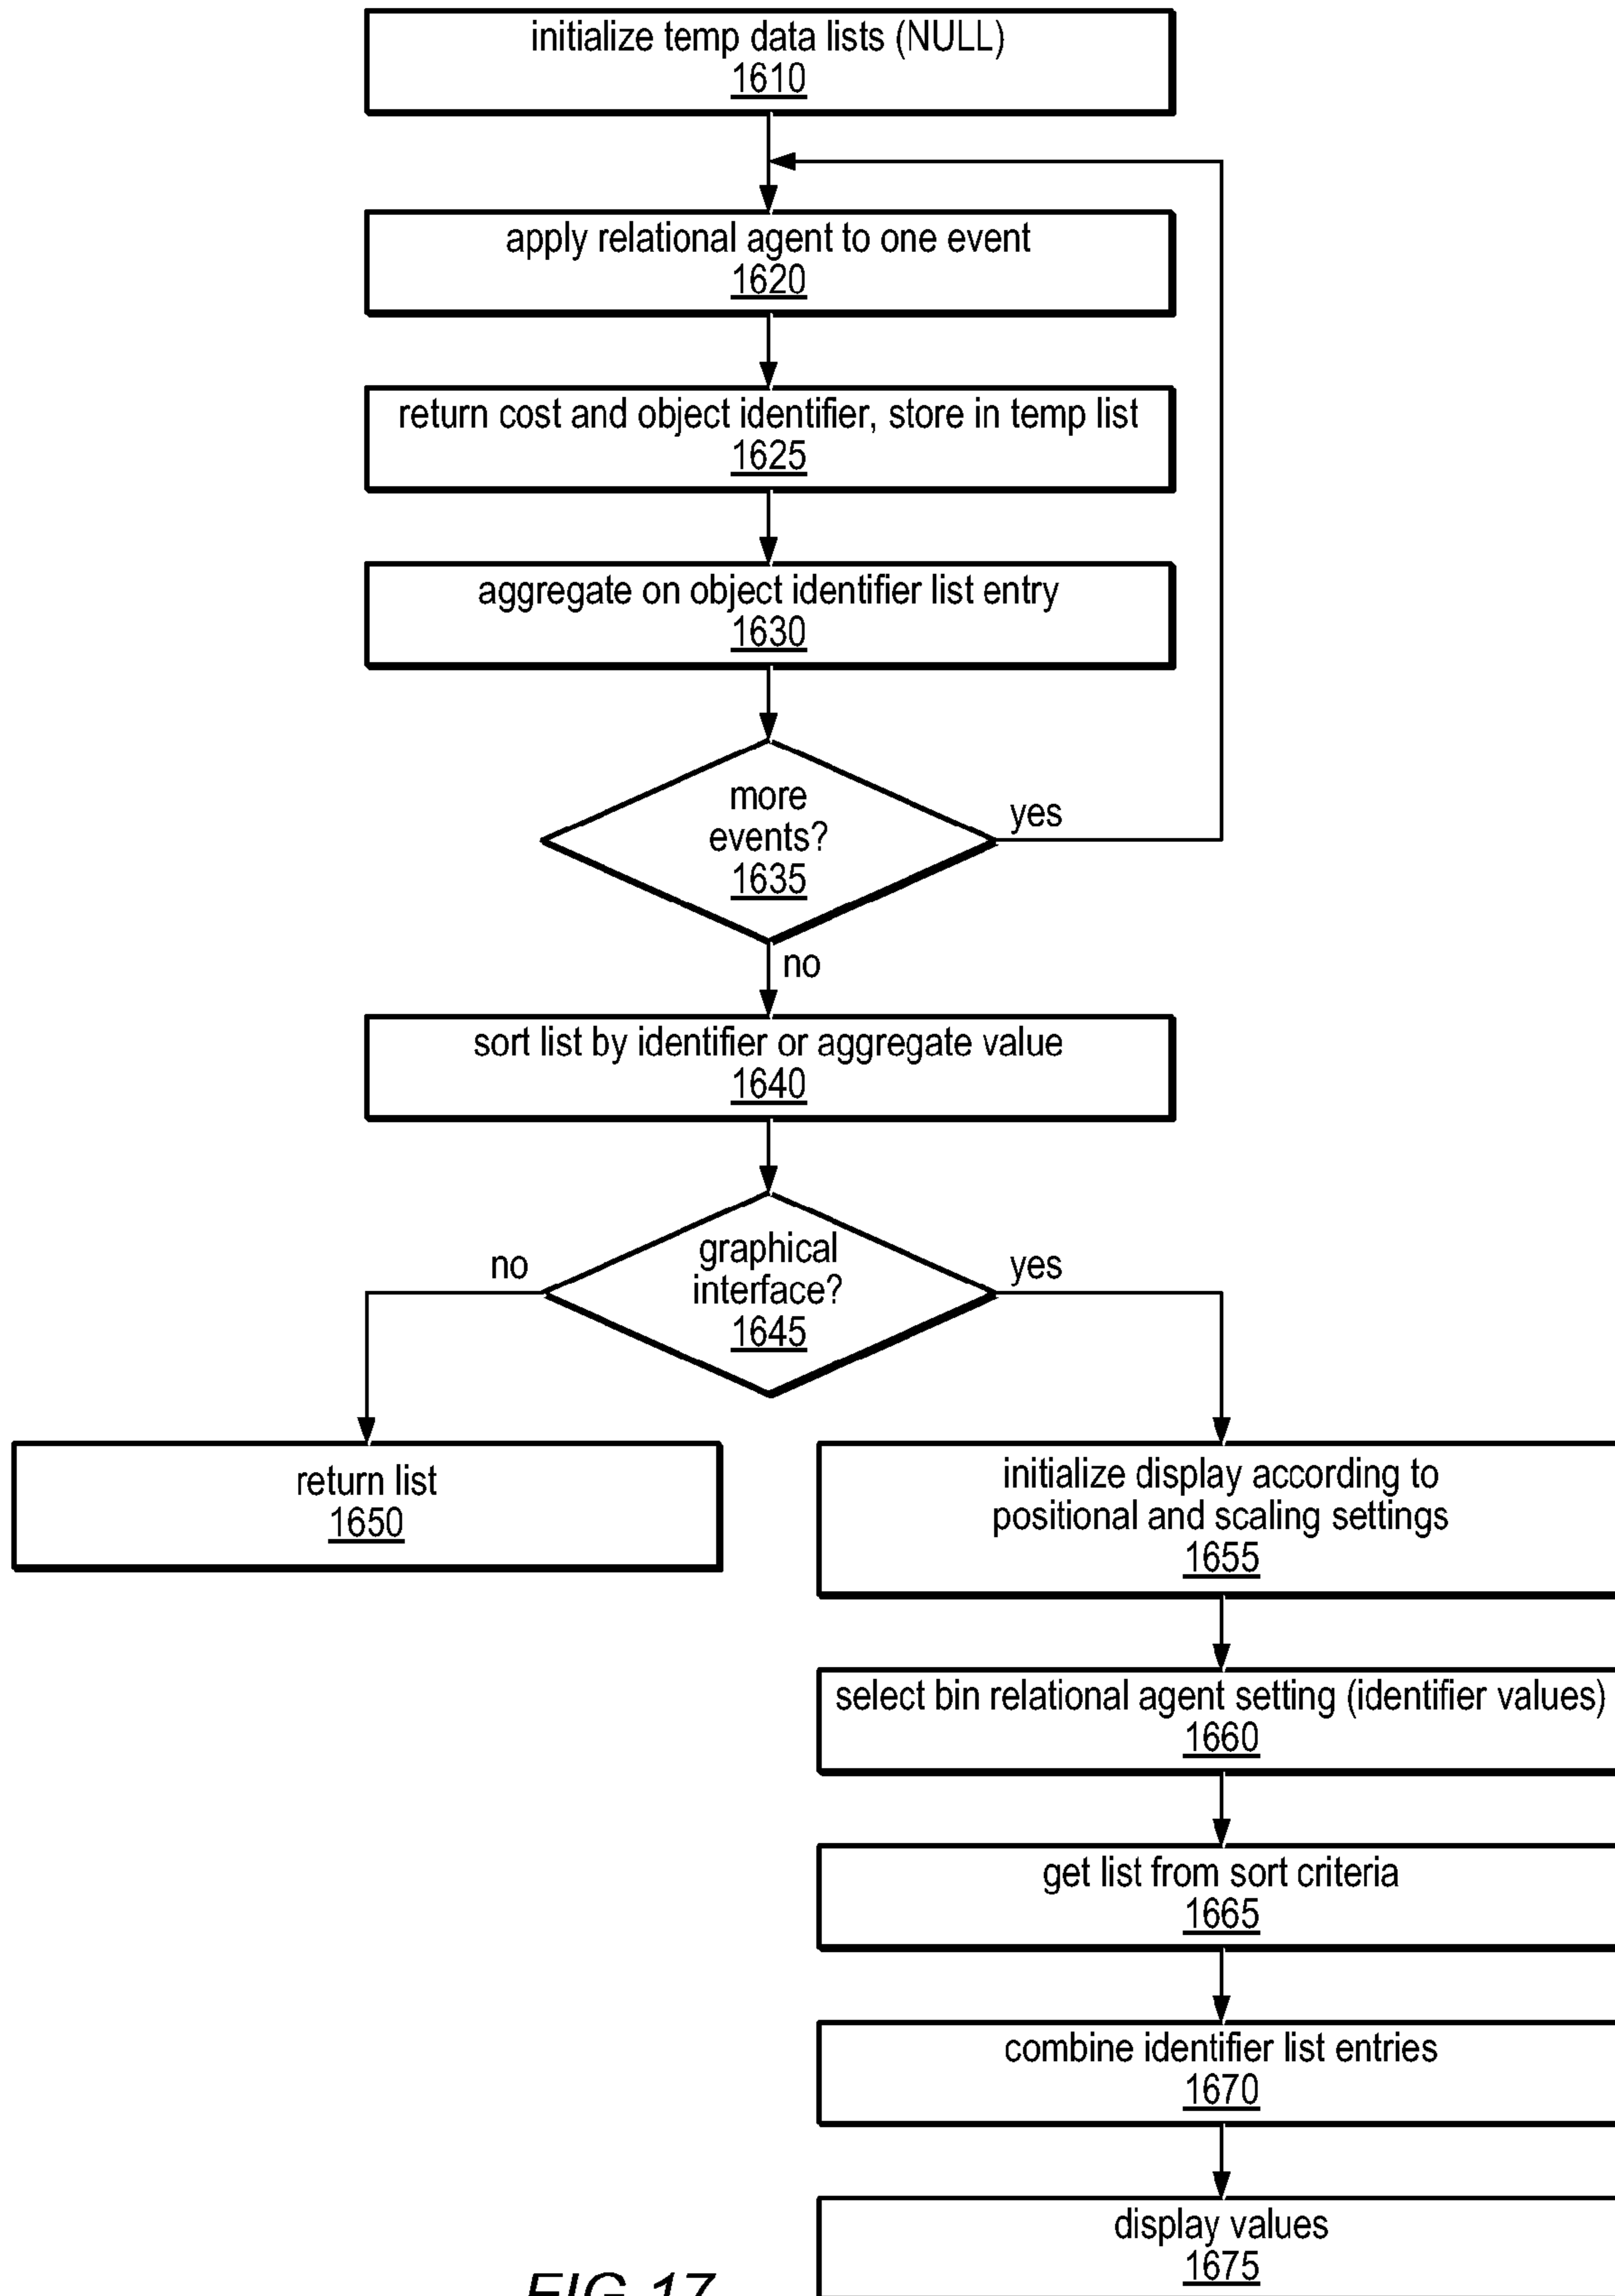 initialize temp data lists (NULL)
1610
apply relational agent to one event
1620
return cost and object identifier, store in temp list
1625
aggregate on object identifier list entry
1630
more
events?
1635
yes
no
sort list by identifier or aggregate value
1640
graphical
interface?
1645
no
yes
return list
1650
initialize display according to
positional and scaling settings
1655
select bin relational agent setting (identifier values)
1660
get list from sort criteria
1665
combine identifier list entries
1670
display values
1675
FIG. 17